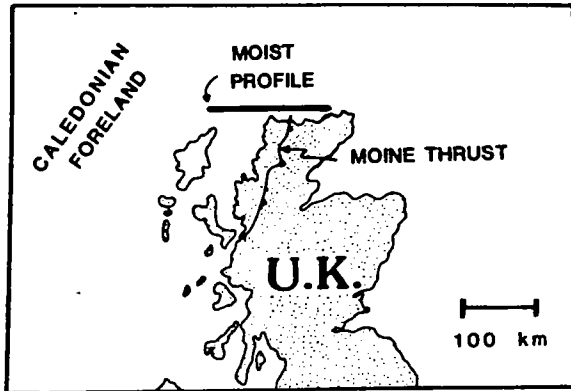 MOIST
PROFILE
CALEDONIAN
FORELAND
MOINE THRUST
U.K.
100 km